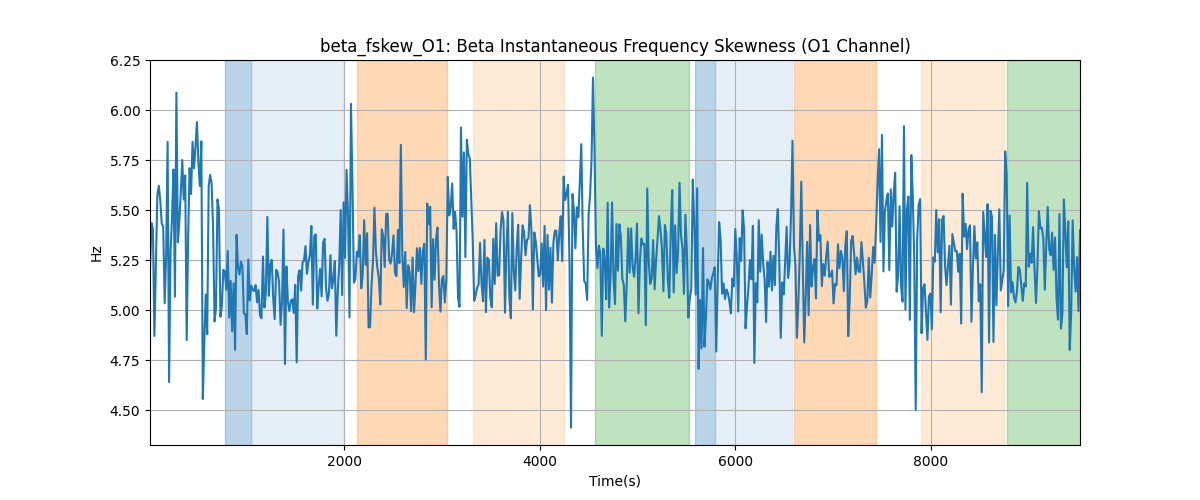 beta_fskew_O1: Beta Instantaneous Frequency Skewness (O1 Channel)
6.25
6.00
5.75
5.50
5.25
5.00
4.75
4.50
Hz
2000 4000 6000 8000
Time(s)